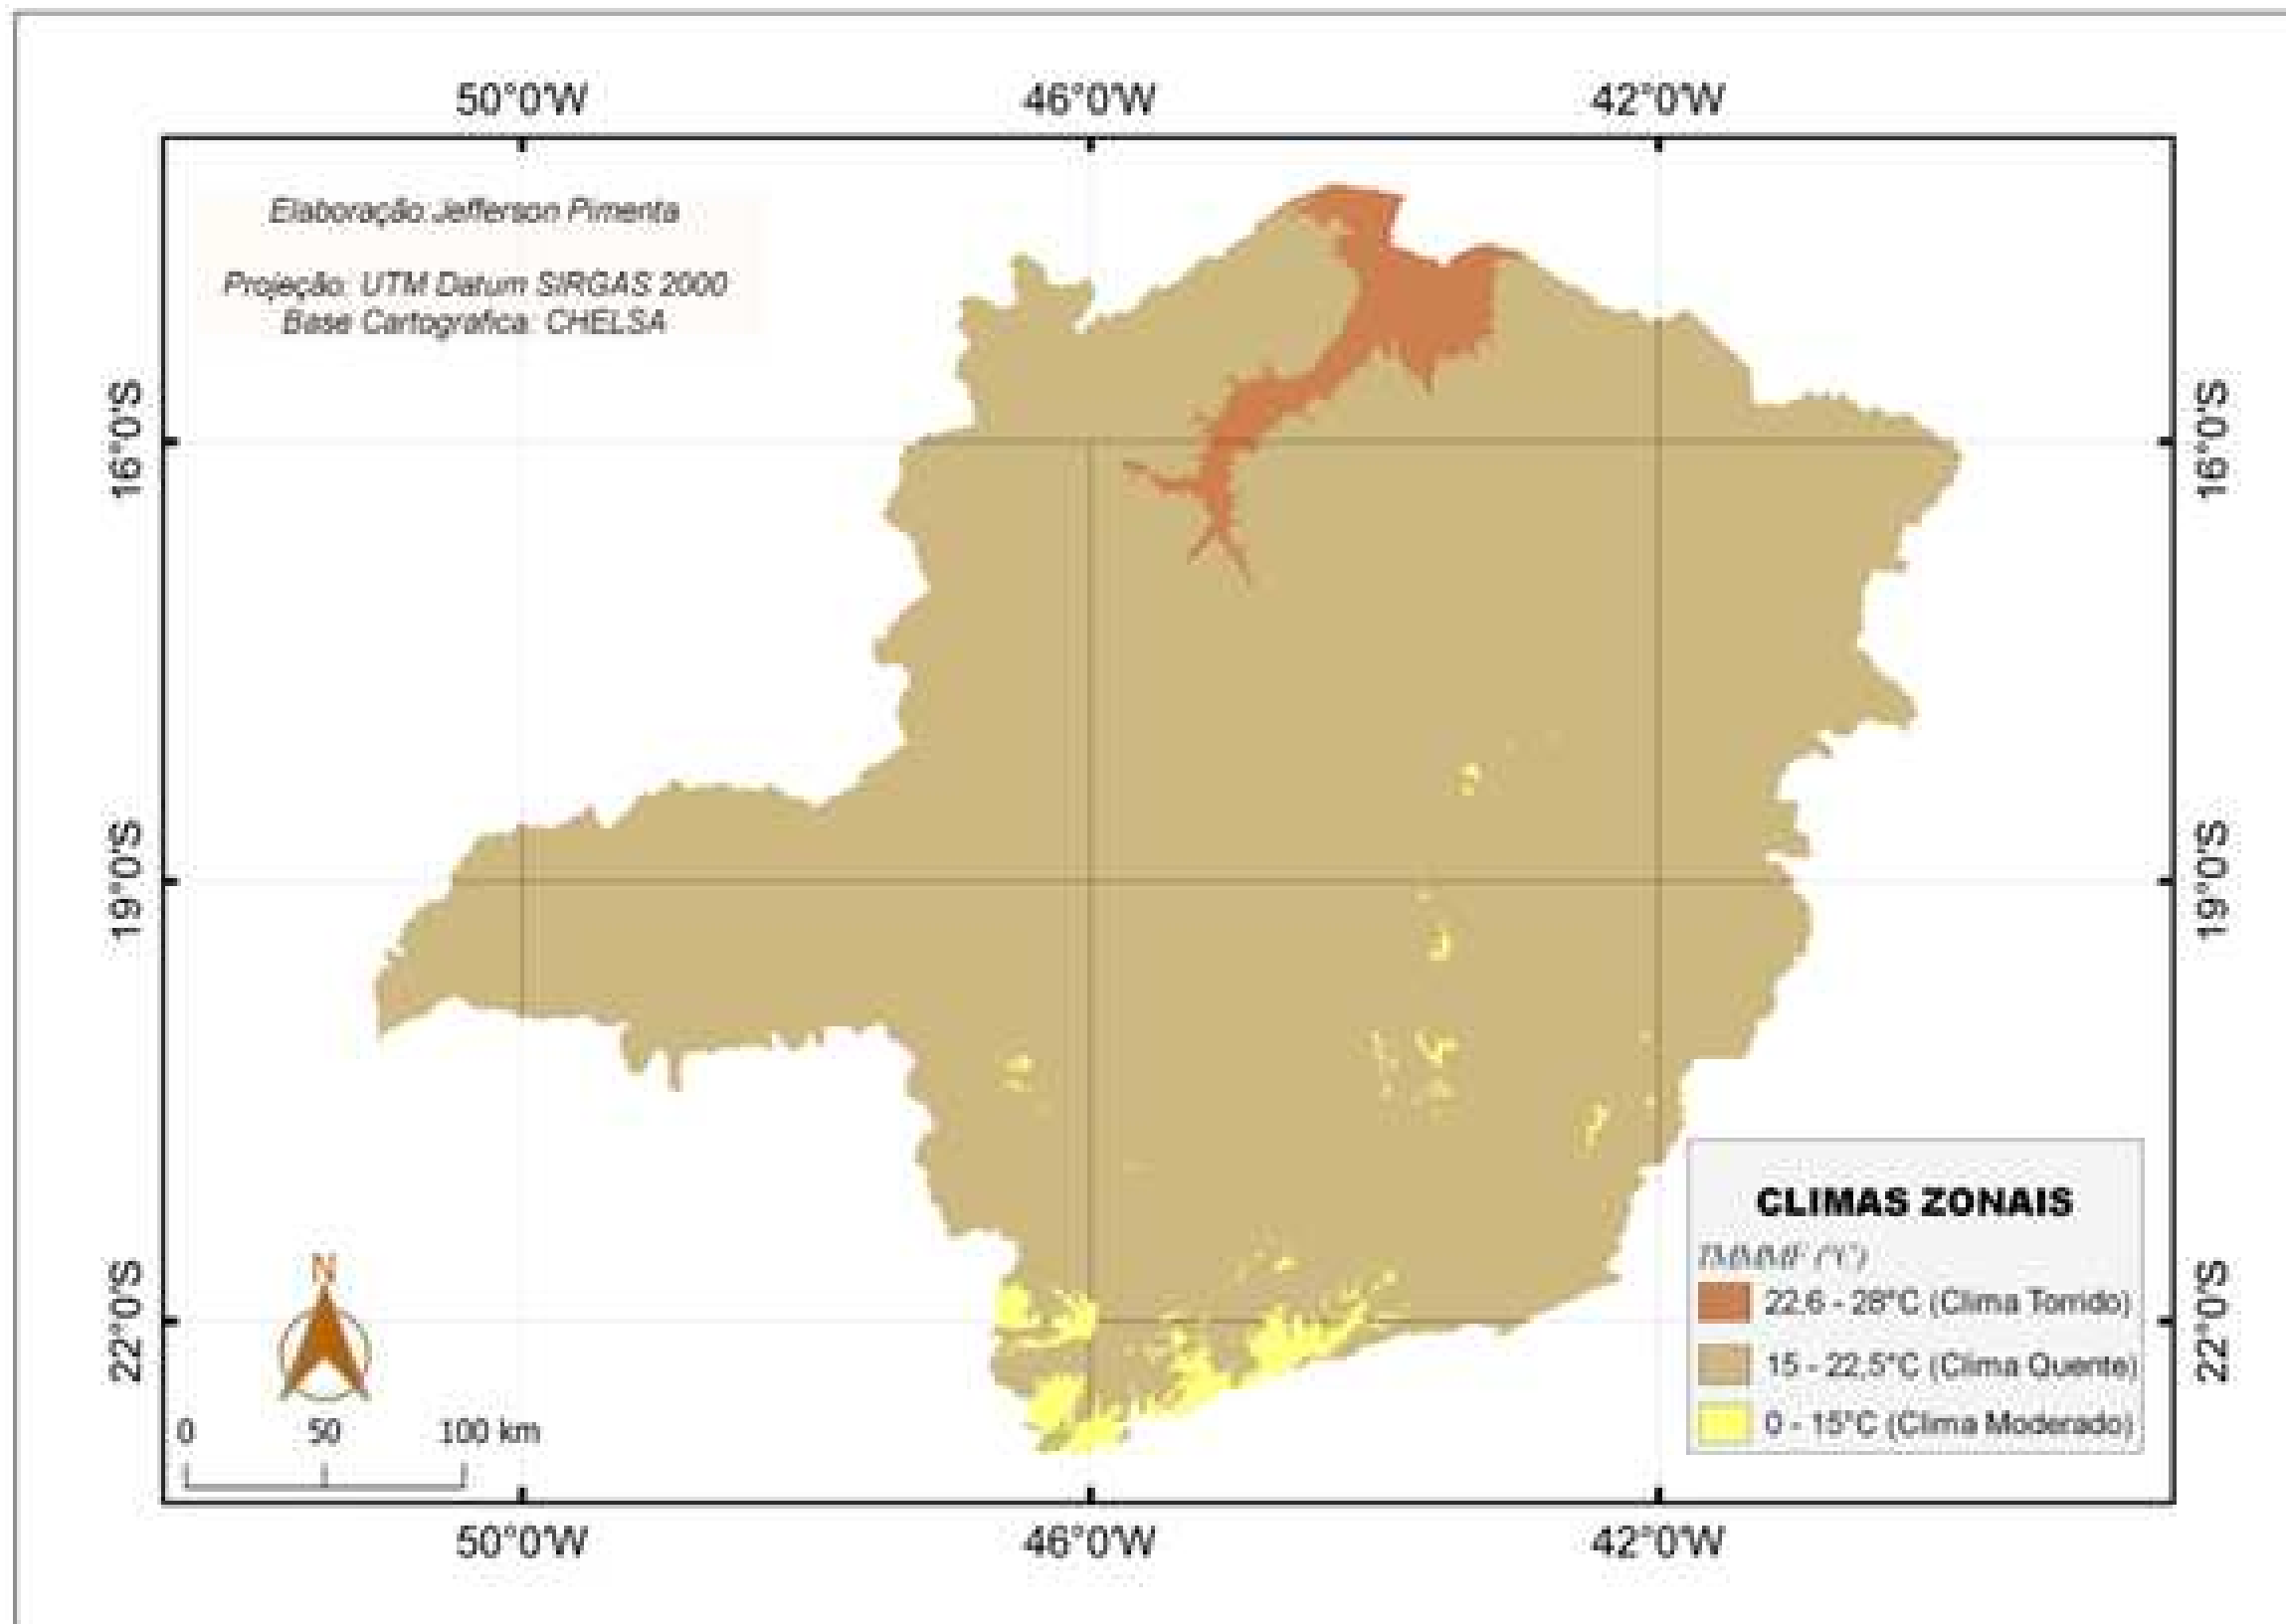 50°0'W 46°0'W 42°0'W
Elaboração:Jefferson Pimenta
Projeção: UTM Datum SIRGAS 2000
Base Cartografica: CHELSA
16°0'S 16°0'S
19°0'S 19°0'S
22°0'S 22°0'S
CLIMAS ZONAIS
(°C)
22.6 - 28°C (Clima Torrido)
15 - 22,5°C (Clima Quente)
0 - 15°C (Clima Moderado)
N
0 50 100 km
50°0'W 46°0'W 42°0'W